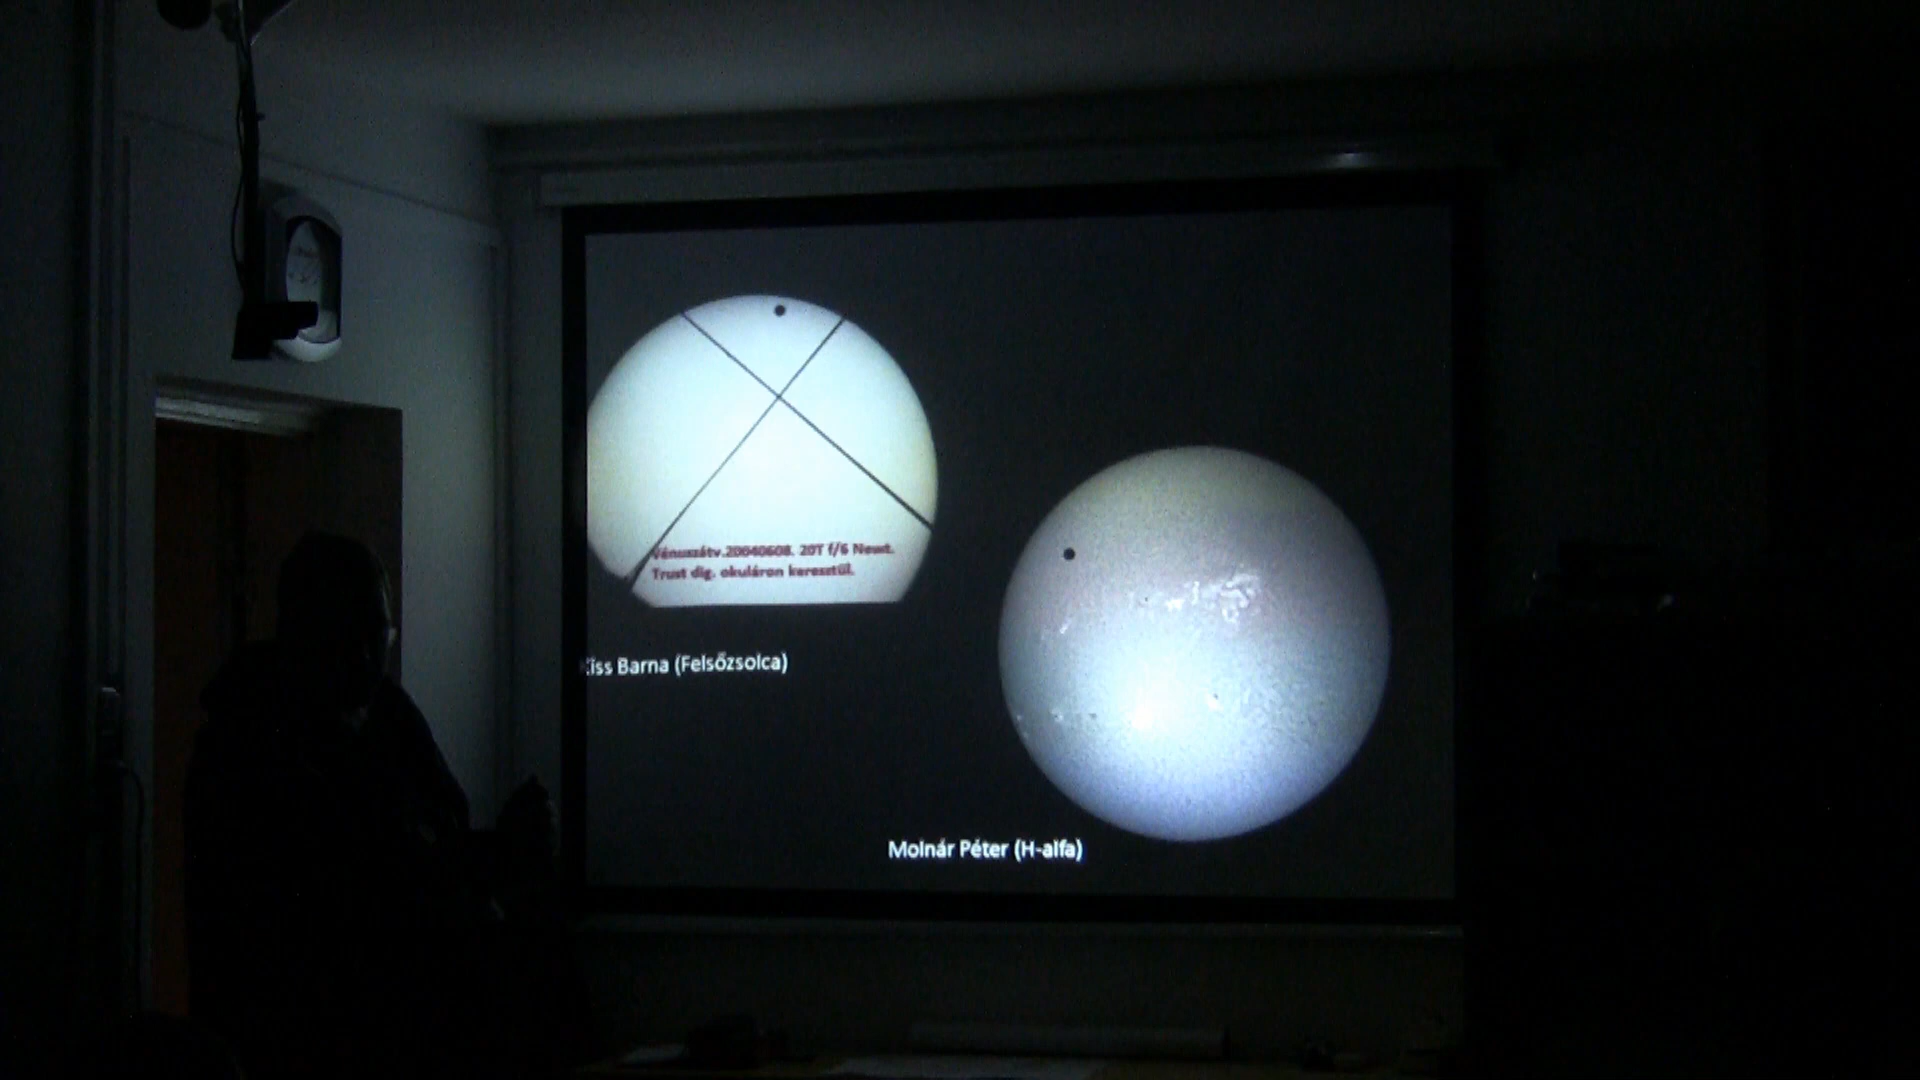 Vénuszátv.20040608. 20T f/6 Newt.
Trust dig. okuláron keresztül.
Kiss Barna (Felsőzsolca)
Molnár Péter (H-alfa)